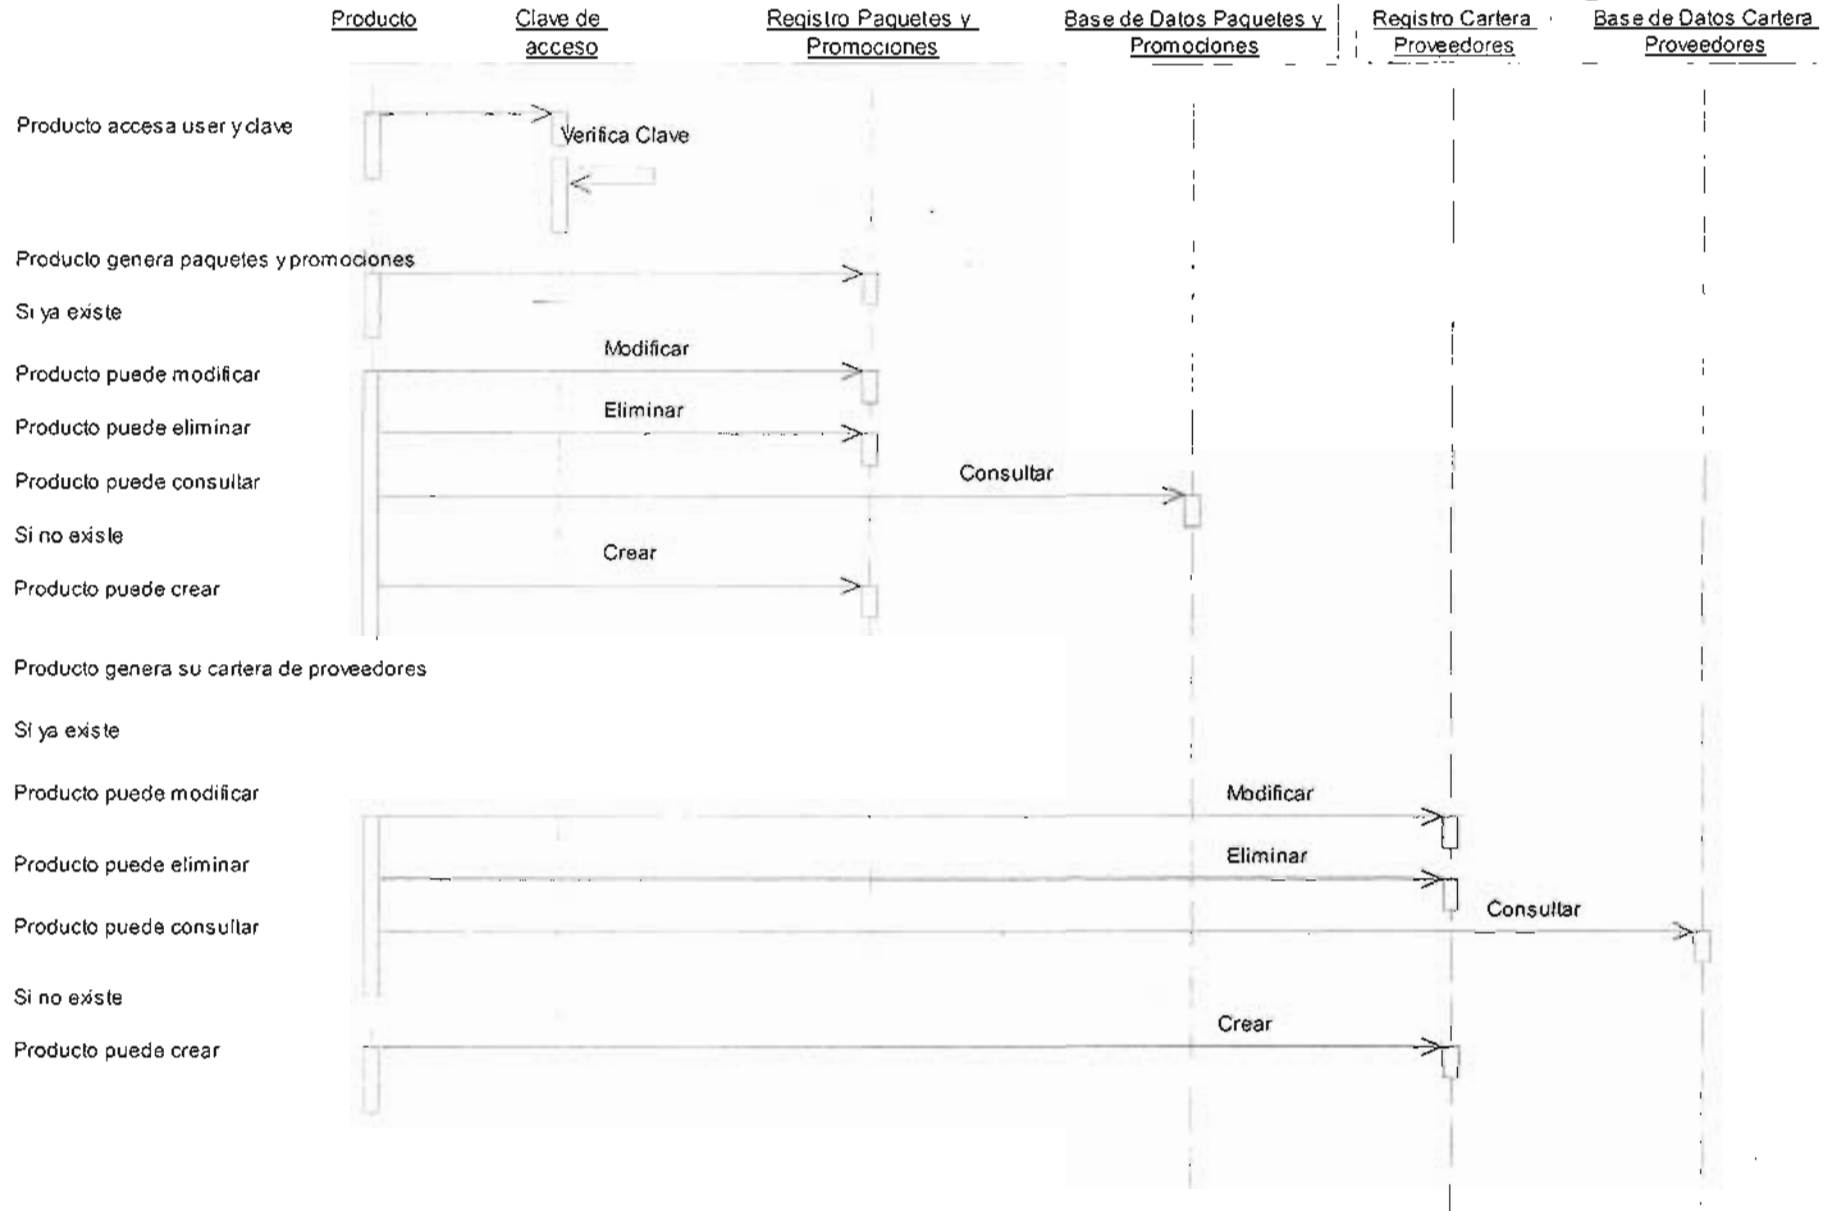 Producto
Clave de
acceso
Registro Paquetes y
Promociones
Base de Datos Paquetes y
Promociones
Registro Cartera
Proveedores
Base de Datos Cartera
Proveedores
Producto accesa user y clave
Verifica Clave
Producto genera paquetes y promociones
Si ya existe
Modificar
Producto puede modificar
Eliminar
Producto puede eliminar
Consultar
Producto puede consultar
Si no existe
Crear
Producto puede crear
Producto genera su cartera de proveedores
Si ya existe
Modificar
Producto puede modificar
Eliminar
Producto puede eliminar
Consultar
Producto puede consultar
Si no existe
Crear
Producto puede crear